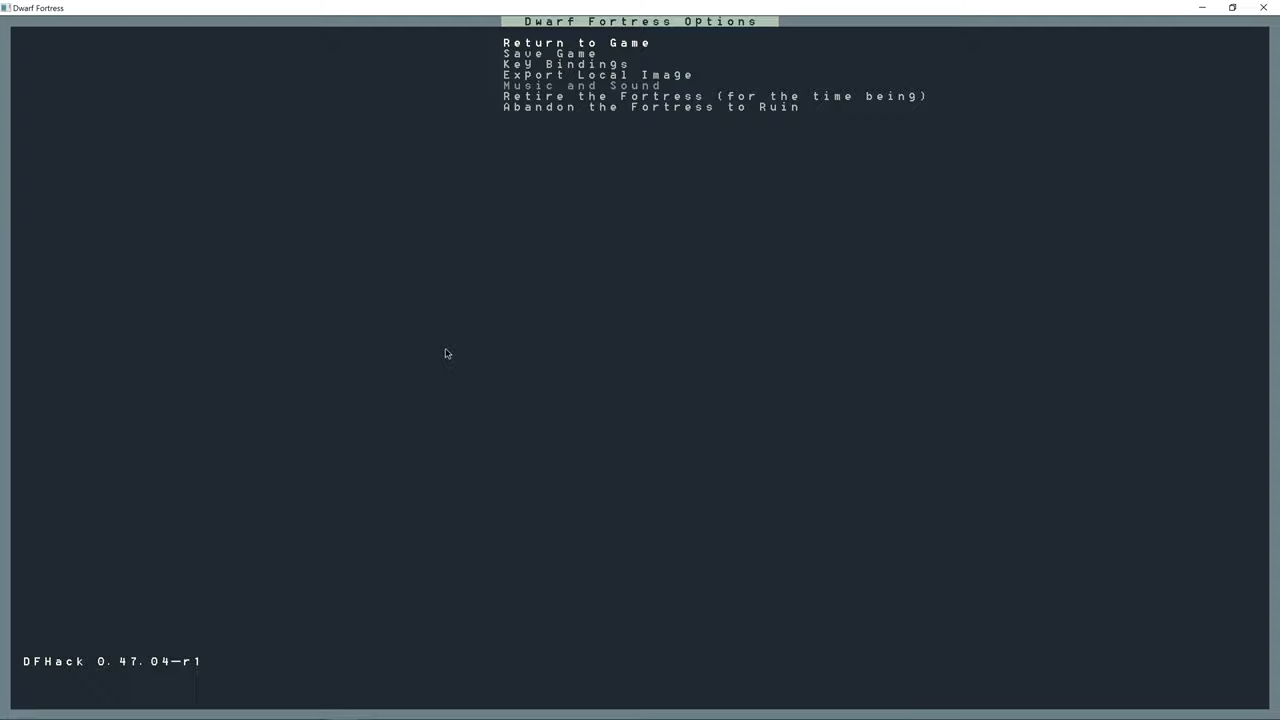 Dwarf Fortress
Dwarf Fortress Options
Return to Game
Save Game
Key Bindings
Export Local Image
Music and Sound
Retire the Fortress (for the time being)
Abandon the Fortress to Ruin
DFHack 0.47.04-r1